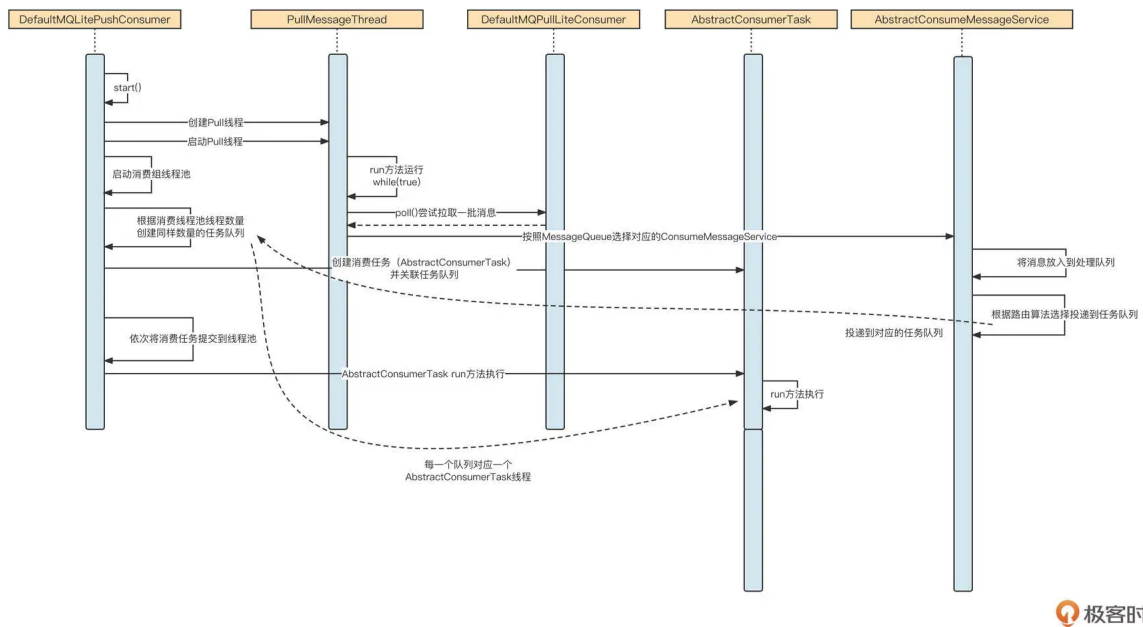 DefaultMQLitePushConsumer
PullMessageThread
DefaultMQPullLiteConsumer
AbstractConsumerTask
AbstractConsumeMessageService
start()
创建Pull线程
启动Pull线程
启动消费组线程池
run方法运行
while(true)
根据消费线程池线程数量
创建同样数量的任务队列
poll()尝试拉取一批消息
按照MessageQueue选择对应的ConsumeMessageService
创建消费任务（AbstractConsumerTask）
并关联任务队列
将消息放入到处理队列
根据路由算法选择投递到任务队列
投递到对应的任务队列
依次将消费任务提交到线程池
AbstractConsumerTask run方法执行
run方法执行
每一个队列对应一个
AbstractConsumerTask线程
极客时